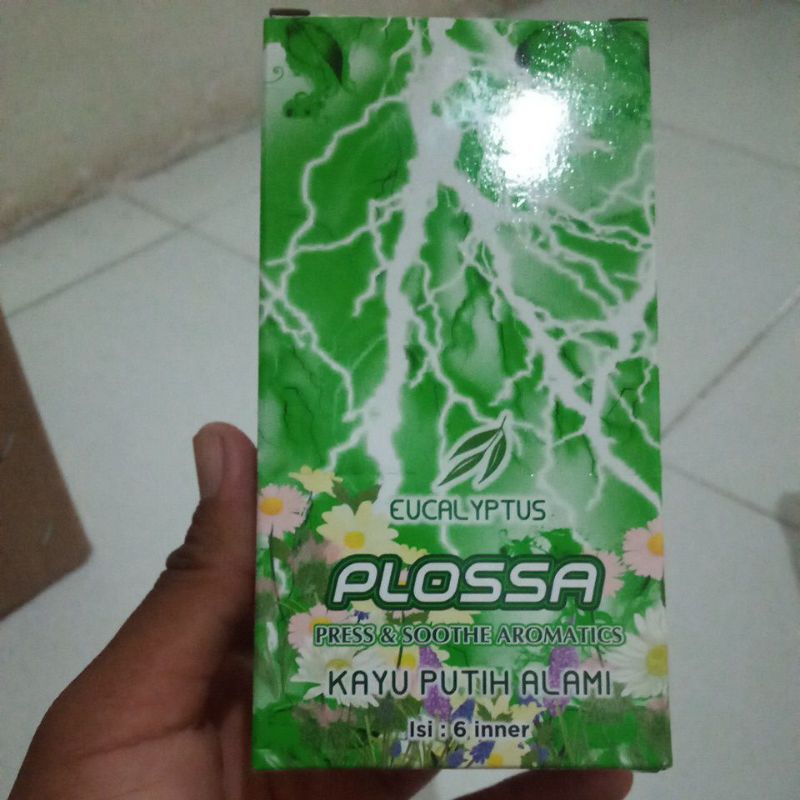 EUCALYPTUS
PLOSSA
PRESS & SOOTHE AROMATICS
KAYU PUTIH ALAMI
Isi : 6 inner